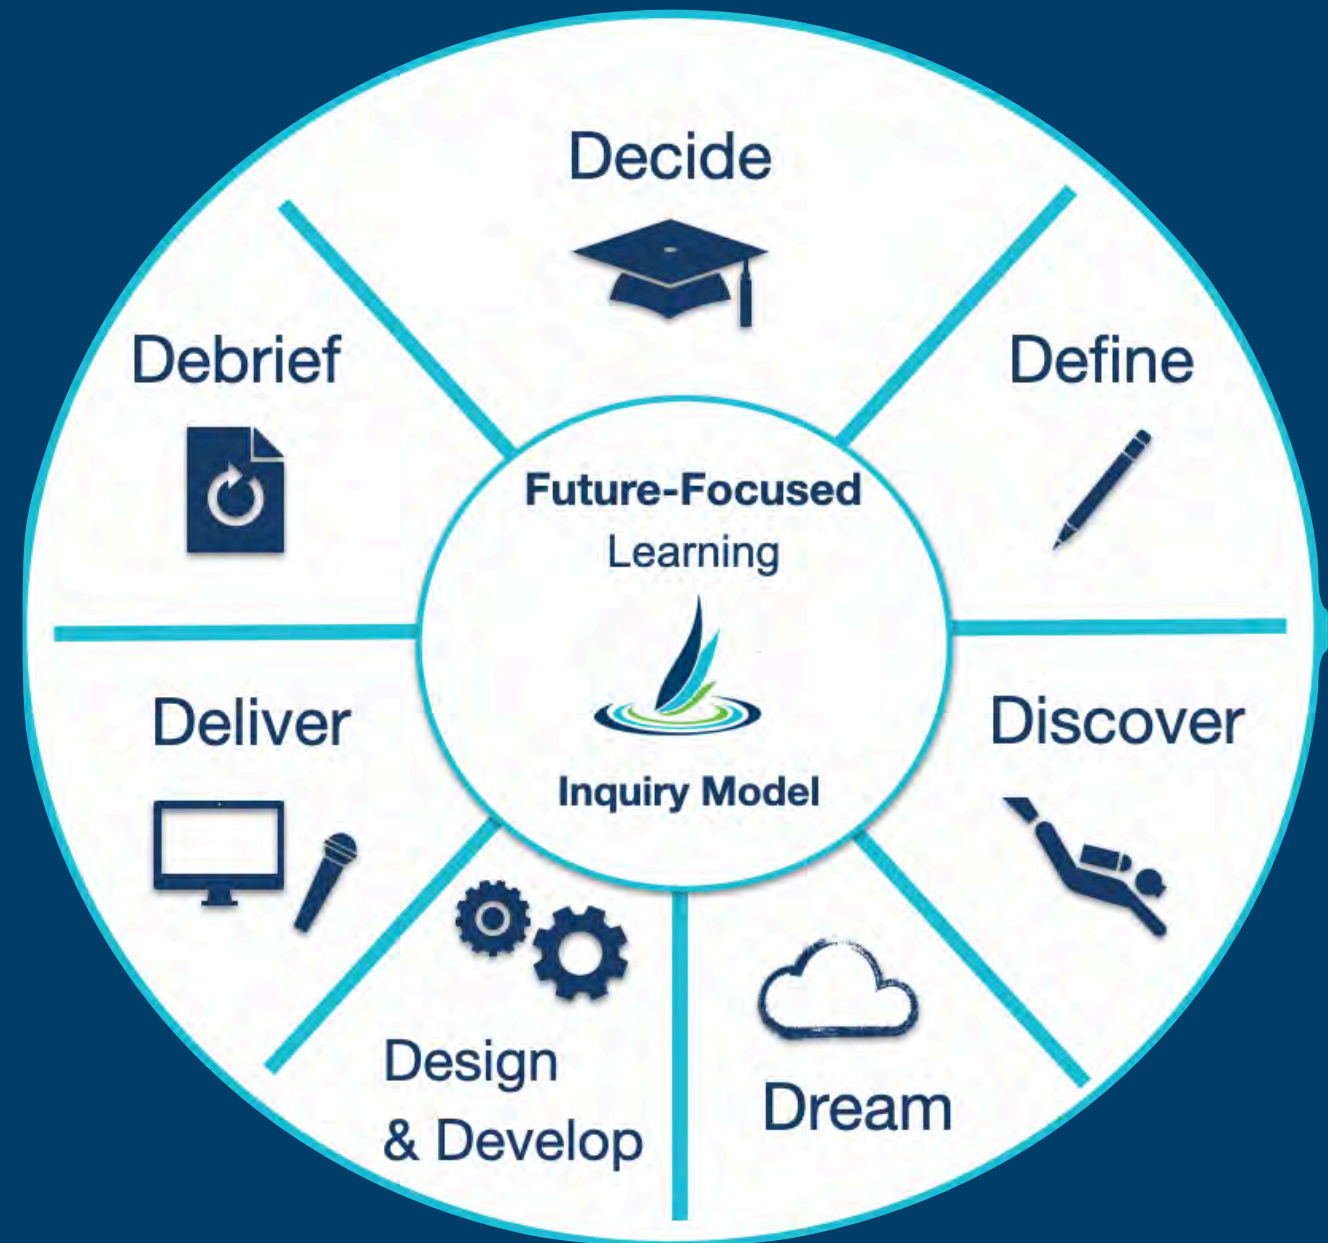 Decide
Define
Discover
Dream
Design
& Develop
Deliver
Debrief
Future-Focused
Learning
Inquiry Model